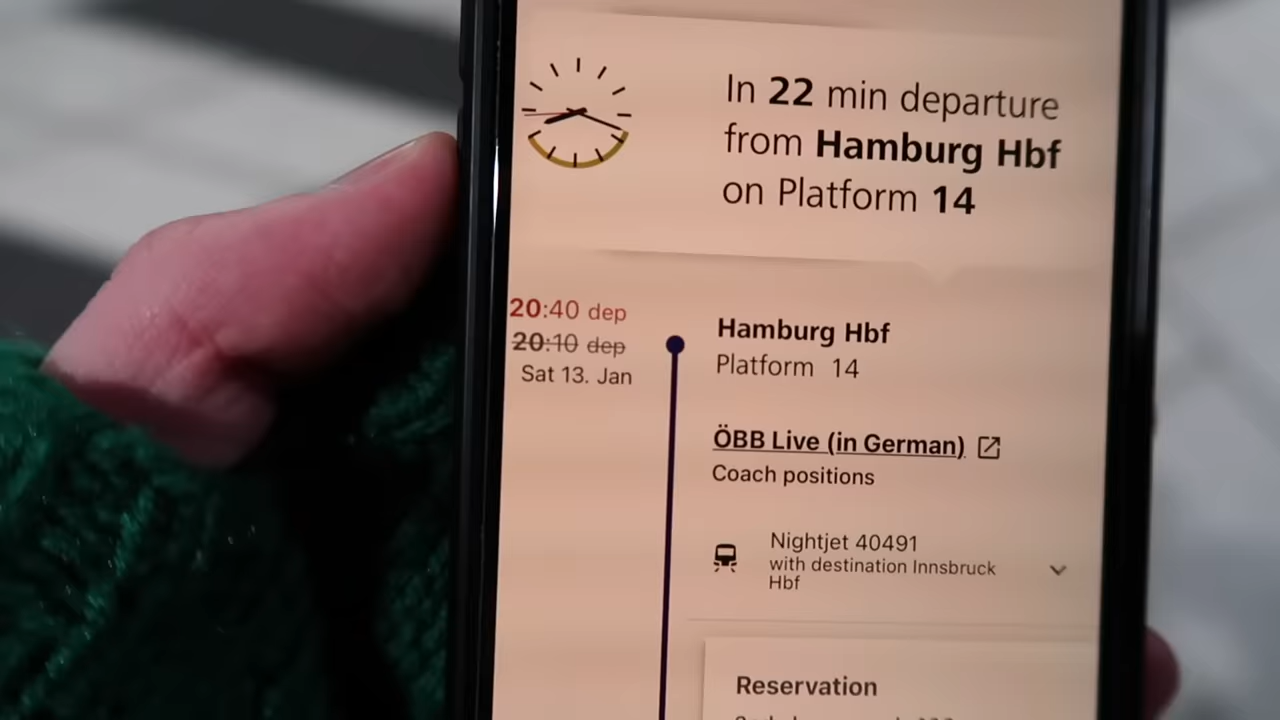 In 22 min departure
from Hamburg Hbf
on Platform 14
20:40 dep
20:10 dep
Sat 13. Jan
Hamburg Hbf
Platform 14
ÖBB Live (in German)
Coach positions
Nightjet 40491
with destination Innsbruck
Hbf
Reservation